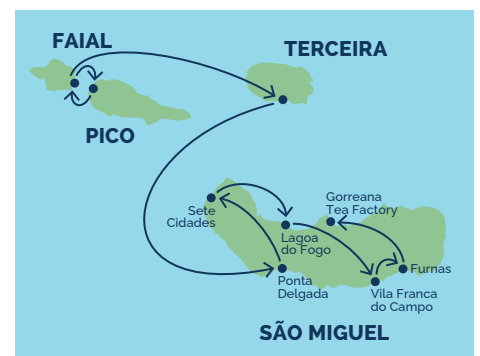 FAIAL
TERCEIRA
PICO
Sete
Cidades
Gorreana
Tea Factory
Lagoa
do Fogo
Ponta
Delgada
Furnas
Vila Franca
do Campo
SÃO MIGUEL